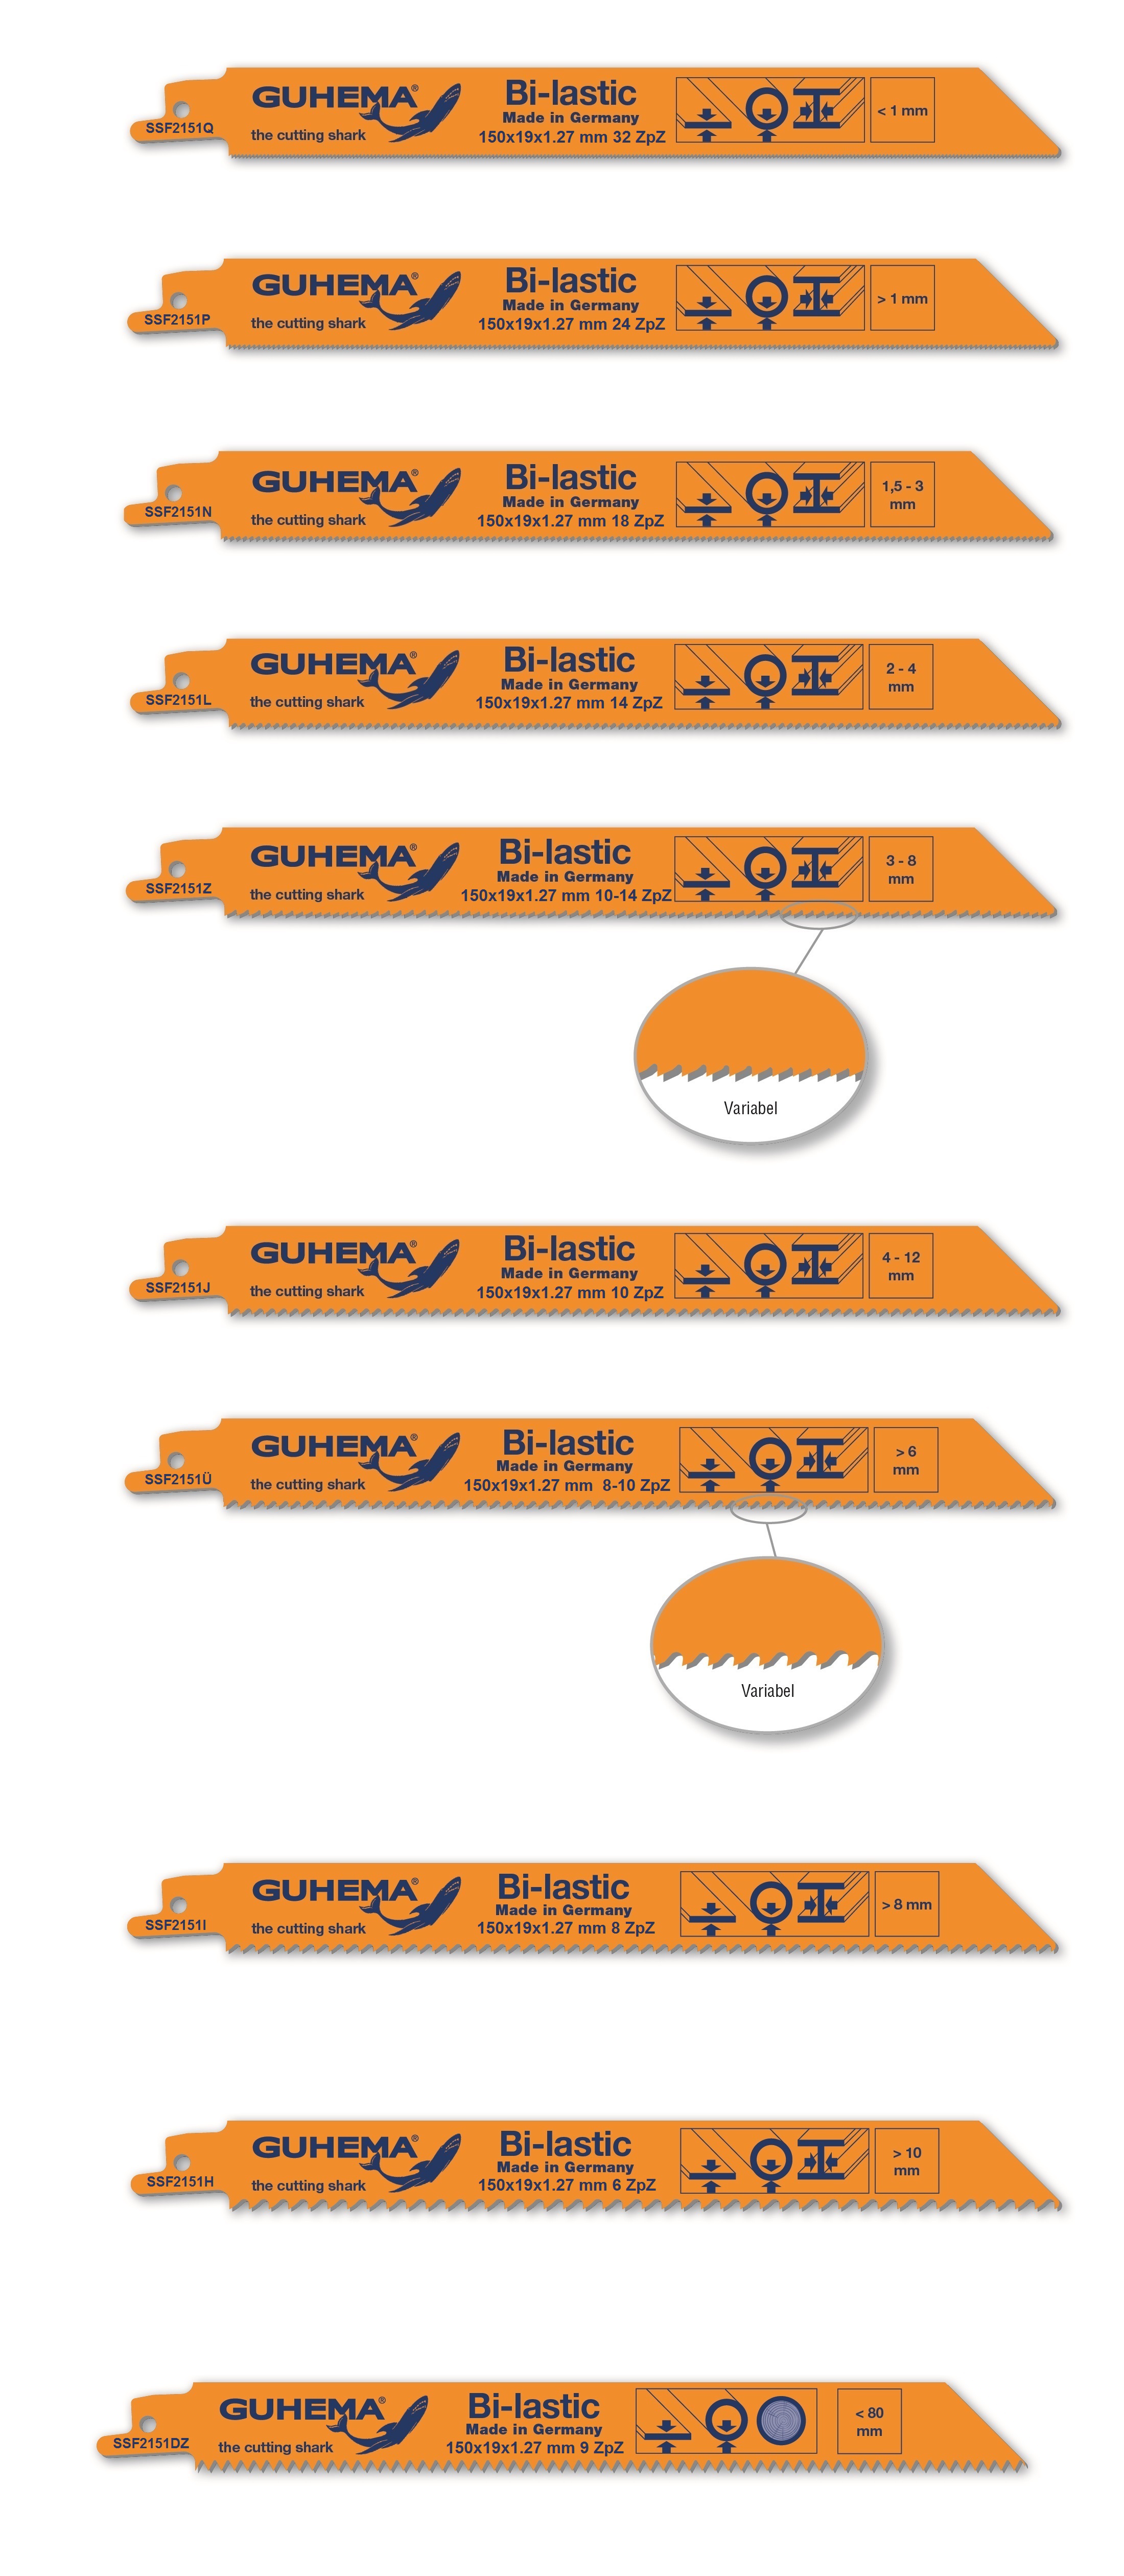 GUHEMA®
the cutting shark
SSF2151Q
Bi-lastic
Made in Germany
150x19x1.27 mm 32 ZpZ
< 1 mm
GUHEMA®
the cutting shark
SSF2151P
Bi-lastic
Made in Germany
150x19x1.27 mm 24 ZpZ
> 1 mm
GUHEMA®
the cutting shark
SSF2151N
Bi-lastic
Made in Germany
150x19x1.27 mm 18 ZpZ
1,5 - 3
mm
GUHEMA®
the cutting shark
SSF2151L
Bi-lastic
Made in Germany
150x19x1.27 mm 14 ZpZ
2 - 4
mm
GUHEMA®
the cutting shark
SSF2151Z
Bi-lastic
Made in Germany
150x19x1.27 mm 10-14 ZpZ
3 - 8
mm
Variabel
GUHEMA®
the cutting shark
SSF2151J
Bi-lastic
Made in Germany
150x19x1.27 mm 10 ZpZ
4 - 12
mm
GUHEMA®
the cutting shark
SSF2151Ü
Bi-lastic
Made in Germany
150x19x1.27 mm 8-10 ZpZ
> 6
mm
Variabel
GUHEMA®
the cutting shark
SSF2151I
Bi-lastic
Made in Germany
150x19x1.27 mm 8 ZpZ
> 8 mm
GUHEMA®
the cutting shark
SSF2151H
Bi-lastic
Made in Germany
150x19x1.27 mm 6 ZpZ
> 10
mm
GUHEMA®
the cutting shark
SSF2151DZ
Bi-lastic
Made in Germany
150x19x1.27 mm 9 ZpZ
< 80
mm